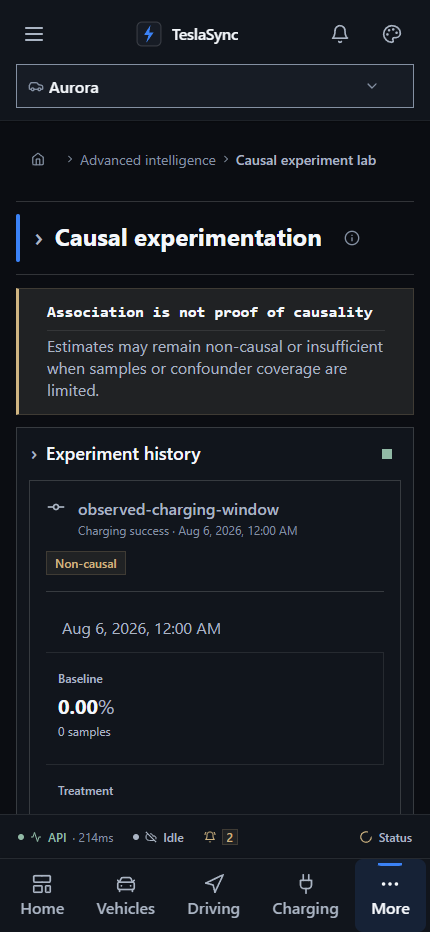 TeslaSync
Aurora
Advanced intelligence › Causal experiment lab
› Causal experimentation
Association is not proof of causality
Estimates may remain non-causal or insufficient
when samples or confounder coverage are
limited.
› Experiment history
observed-charging-window
Charging success · Aug 6, 2026, 12:00 AM
Non-causal
Aug 6, 2026, 12:00 AM
Baseline
0.00%
0 samples
Treatment
API · 214ms Idle 2 Status
Home Vehicles Driving Charging More